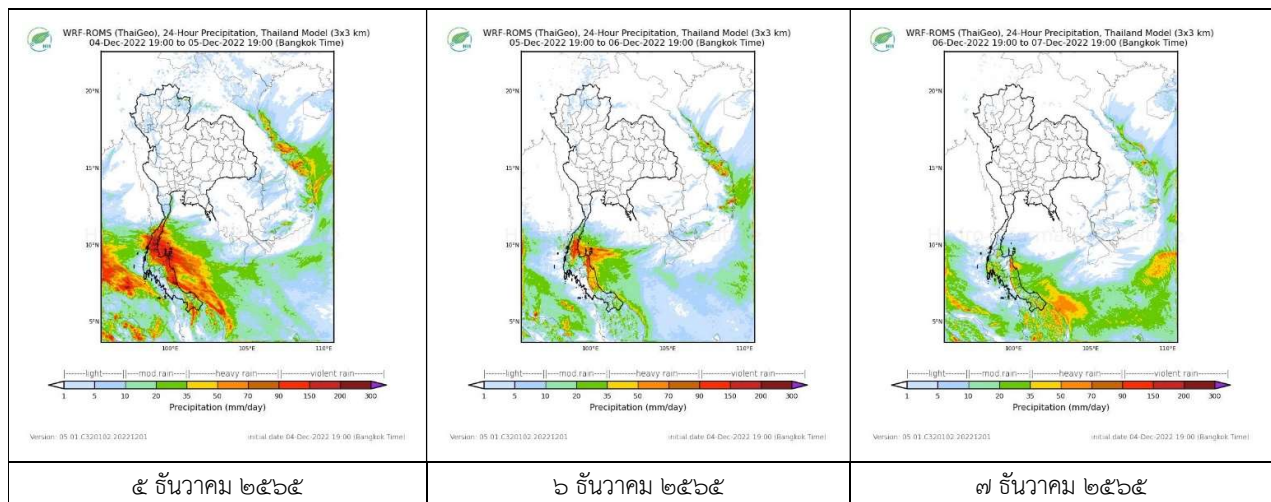 WRF-ROMS (ThaiGeo), 24-Hour Precipitation, Thailand Model (3x3 km)
04-Dec-2022 19:00 to 05-Dec-2022 19:00 (Bangkok Time)
20°N
15°N
10°N
5°N
100°E 105°E 110°E
|--------light--------||----mod.rain----||--------heavy rain--------||--------violent rain--------|
1 5 10 20 35 50 70 90 150 200 300
Precipitation (mm/day)
Version: 05.01.C320102.20221201 initial.date 04-Dec-2022 19:00 (Bangkok Time)
๕ ธันวาคม ๒๕๖๕
WRF-ROMS (ThaiGeo), 24-Hour Precipitation, Thailand Model (3x3 km)
05-Dec-2022 19:00 to 06-Dec-2022 19:00 (Bangkok Time)
20°N
15°N
10°N
5°N
100°E 105°E 110°E
|--------light--------||----mod.rain----||--------heavy rain--------||--------violent rain--------|
1 5 10 20 35 50 70 90 150 200 300
Precipitation (mm/day)
Version: 05.01.C320102.20221201 initial.date 04-Dec-2022 19:00 (Bangkok Time)
๖ ธันวาคม ๒๕๖๕
WRF-ROMS (ThaiGeo), 24-Hour Precipitation, Thailand Model (3x3 km)
06-Dec-2022 19:00 to 07-Dec-2022 19:00 (Bangkok Time)
20°N
15°N
10°N
5°N
100°E 105°E 110°E
|--------light--------||----mod.rain----||--------heavy rain--------||--------violent rain--------|
1 5 10 20 35 50 70 90 150 200 300
Precipitation (mm/day)
Version: 05.01.C320102.20221201 initial.date 04-Dec-2022 19:00 (Bangkok Time)
๗ ธันวาคม ๒๕๖๕